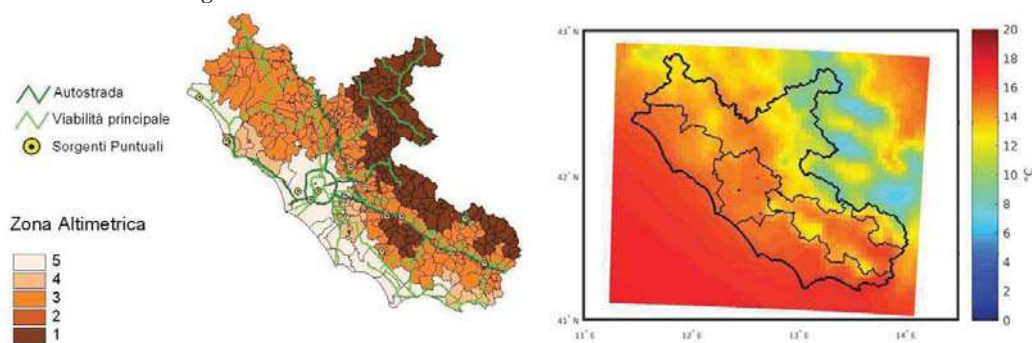 Autostrada
Viabilità principale
Sorgenti Puntuali
Zona Altimetrica
5
4
3
2
1
43° N
42° N
41° N
11° E
12° E
13° E
14° E
20
18
16
14
12
10
8
6
4
2
0
°C